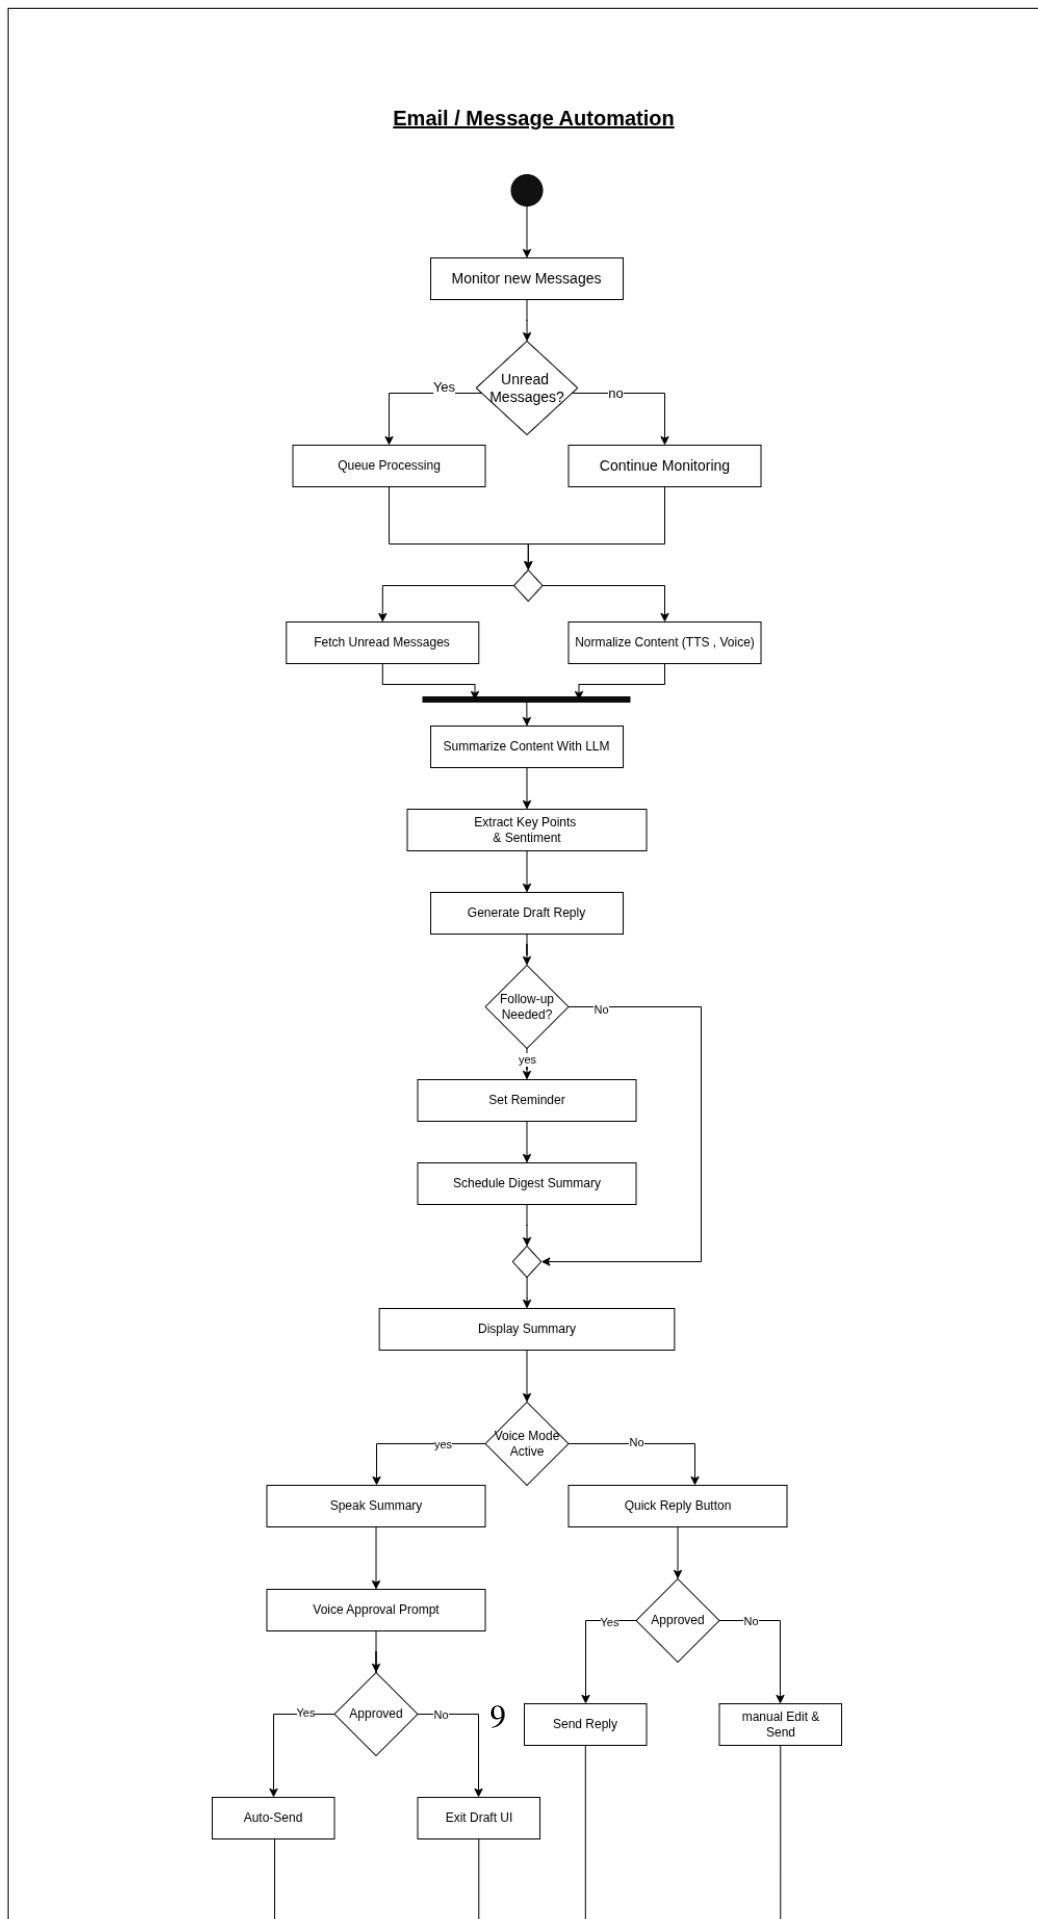 Email / Message Automation
Monitor new Messages
Unread
Messages?
Yes
no
Queue Processing
Continue Monitoring
Fetch Unread Messages
Normalize Content (TTS , Voice)
Summarize Content With LLM
Extract Key Points
& Sentiment
Generate Draft Reply
Follow-up
Needed?
No
yes
Set Reminder
Schedule Digest Summary
Display Summary
Voice Mode
Active
yes
No
Speak Summary
Quick Reply Button
Voice Approval Prompt
Approved
Yes
No
Approved
Yes
No
9
Send Reply
manual Edit &
Send
Auto-Send
Exit Draft UI